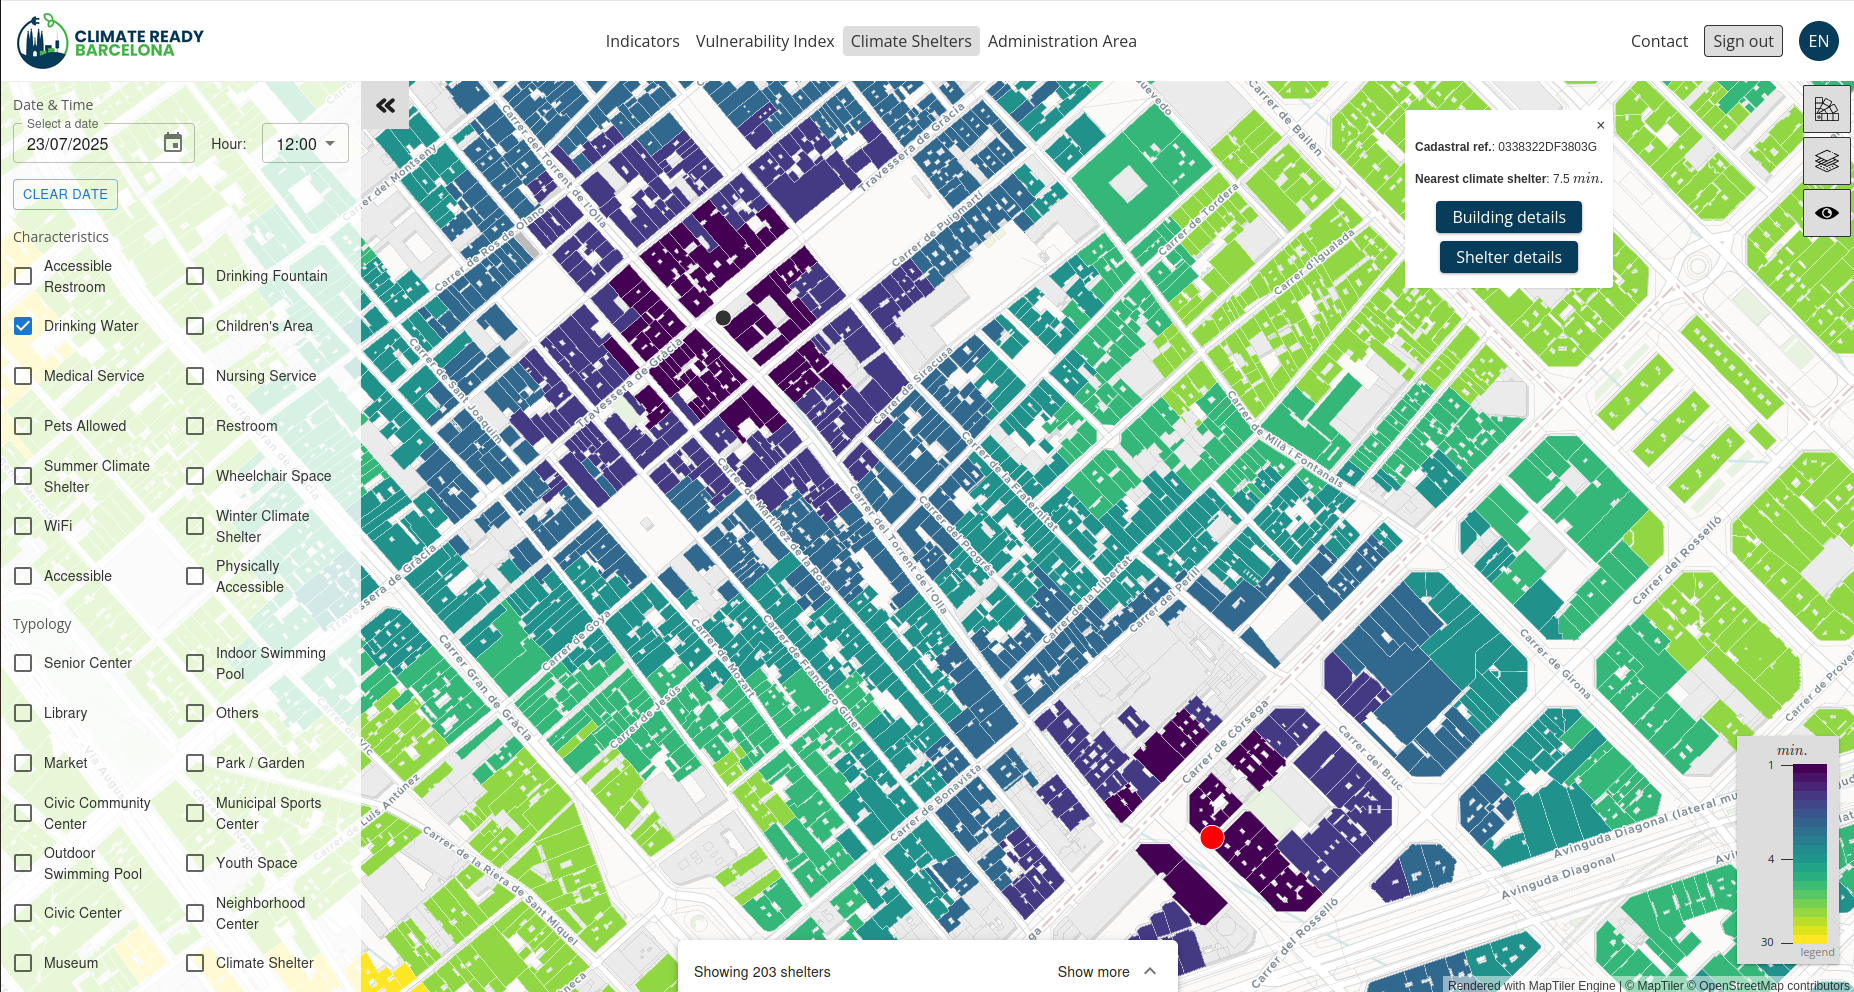 CLIMATE READY
BARCELONA
Indicators
Vulnerability Index
Climate Shelters
Administration Area
Contact
Sign out
EN
Date & Time
Select a date
23/07/2025
Hour:
12:00
CLEAR DATE
Characteristics
Accessible
Restroom
Drinking Fountain
Drinking Water
Children's Area
Medical Service
Nursing Service
Pets Allowed
Restroom
Summer Climate
Shelter
Wheelchair Space
WiFi
Winter Climate
Shelter
Accessible
Physically
Accessible
Typology
Senior Center
Indoor Swimming
Pool
Library
Others
Market
Park / Garden
Civic Community
Center
Municipal Sports
Center
Outdoor
Swimming Pool
Youth Space
Civic Center
Neighborhood
Center
Museum
Climate Shelter
«
×
Cadastral ref.: 0338322DF3803G
Nearest climate shelter: 7.5 min.
Building details
Shelter details
Carrer del Montseny
Carrer del Torrent de l'Olla
Travessera de Gràcia
Carrer de Bailèn
Carrer de Ros de Olano
Carrer de Puigmartí
Carrer de Tordera
Carrer d'Igualada
Carrer de Sant Joaquim
Travessera de Gràcia
Carrer de Siracusa
Carrer de Milà i Fontanals
Carrer de la Fraternitat
Carrer de Martínez de la Rosa
Carrer del Torrent de l'Olla
Carrer del Progrés
Travessera de Gràcia
Carrer de la Llibertat
Carrer del Perill
Carrer del Rosselló
Carrer de Goya
Carrer Gran de Gràcia
Carrer de Mozart
Carrer de Francisco Giner
Carrer de Jesús
Carrer de Girona
Carrer de Còrsega
Carrer del Bruc
Carrer de Bonavista
Carrer de Luis Antúnez
Carrer de la Riera de Sant Miquel
Avinguda Diagonal (lateral
Avinguda Diagonal
Carrer del Rosselló
min.
1
4
30
legend
Showing 203 shelters
Show more
Rendered with MapTiler Engine | © MapTiler © OpenStreetMap contributors